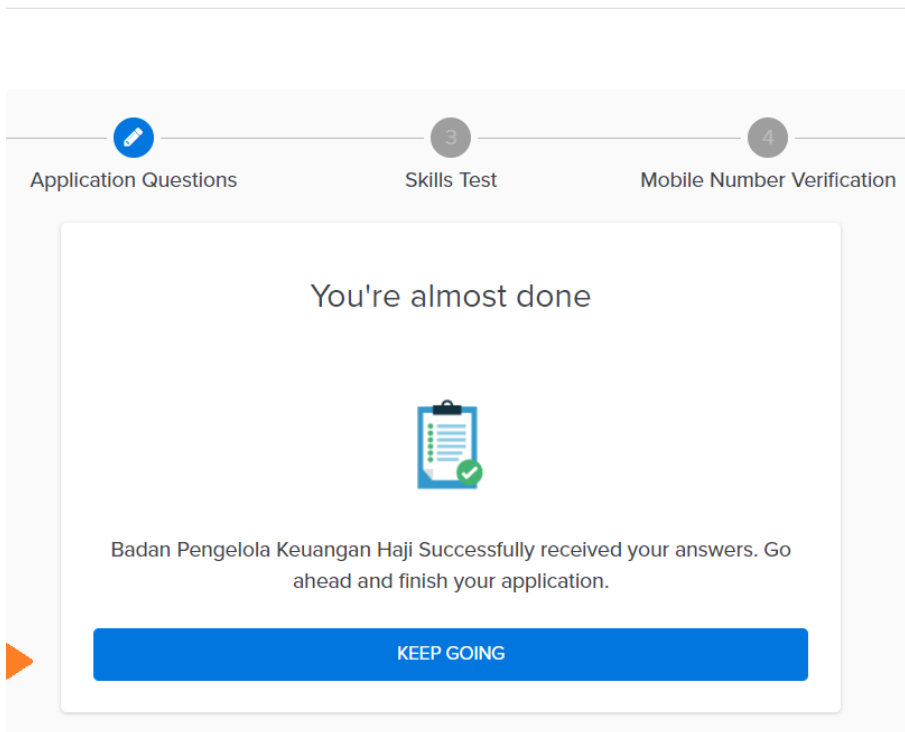 3
4
Application Questions
Skills Test
Mobile Number Verification
You're almost done
Badan Pengelola Keuangan Haji Successfully received your answers. Go
ahead and finish your application.
KEEP GOING